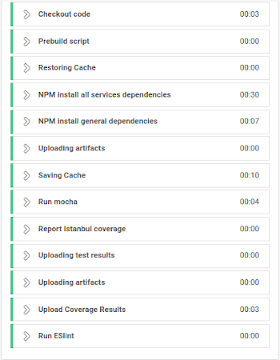 Checkout code 00:03
Prebuild script 00:00
Restoring Cache 00:00
NPM install all services dependencies 00:30
NPM install general dependencies 00:07
Uploading artifacts 00:00
Saving Cache 00:10
Run mocha 00:04
Report Istanbul coverage 00:00
Uploading test results 00:00
Uploading artifacts 00:00
Upload Coverage Results 00:03
Run ESlint 00:00